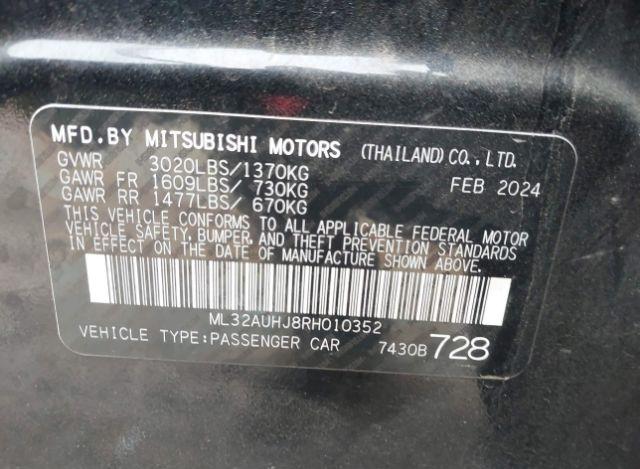 MFD.BY MITSUBISHI MOTORS (THAILAND) CO., LTD.
GVWR 3020LBS/1370KG FEB 2024
GAWR FR 1609LBS/ 730KG
GAWR RR 1477LBS/ 670KG
THIS VEHICLE CONFORMS TO ALL APPLICABLE FEDERAL MOTOR
VEHICLE SAFETY, BUMPER, AND THEFT PREVENTION STANDARDS
IN EFFECT ON THE DATE OF MANUFACTURE SHOWN ABOVE.
ML32AUHJ8RH010352
VEHICLE TYPE:PASSENGER CAR 7430B 728